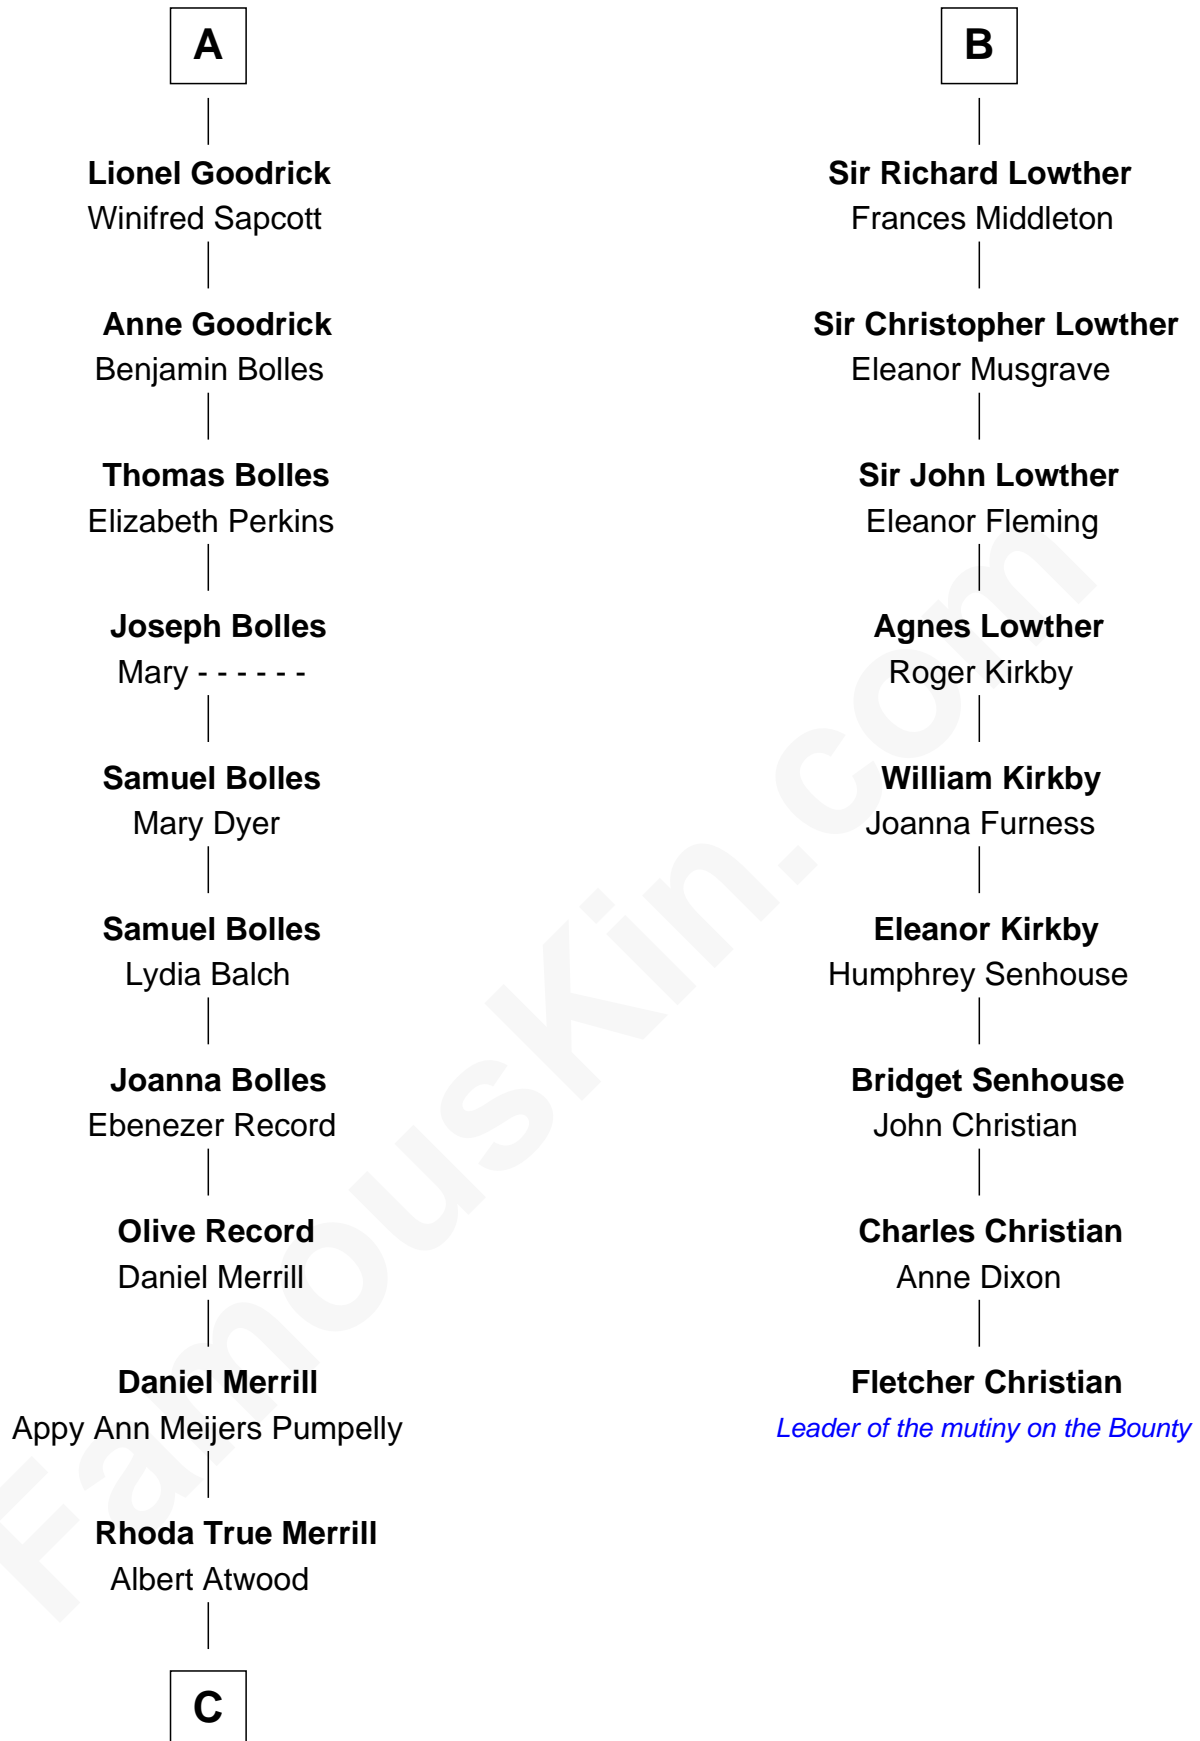 A
Lionel Goodrick
Winifred Sapcott
Anne Goodrick
Benjamin Bolles
Thomas Bolles
Elizabeth Perkins
Joseph Bolles
Mary - - - - - -
Samuel Bolles
Mary Dyer
Samuel Bolles
Lydia Balch
Joanna Bolles
Ebenezer Record
Olive Record
Daniel Merrill
Daniel Merrill
Appy Ann Meijers Pumpelly
Rhoda True Merrill
Albert Atwood
C
B
Sir Richard Lowther
Frances Middleton
Sir Christopher Lowther
Eleanor Musgrave
Sir John Lowther
Eleanor Fleming
Agnes Lowther
Roger Kirkby
William Kirkby
Joanna Furness
Eleanor Kirkby
Humphrey Senhouse
Bridget Senhouse
John Christian
Charles Christian
Anne Dixon
Fletcher Christian
Leader of the mutiny on the Bounty
FamousKin.com